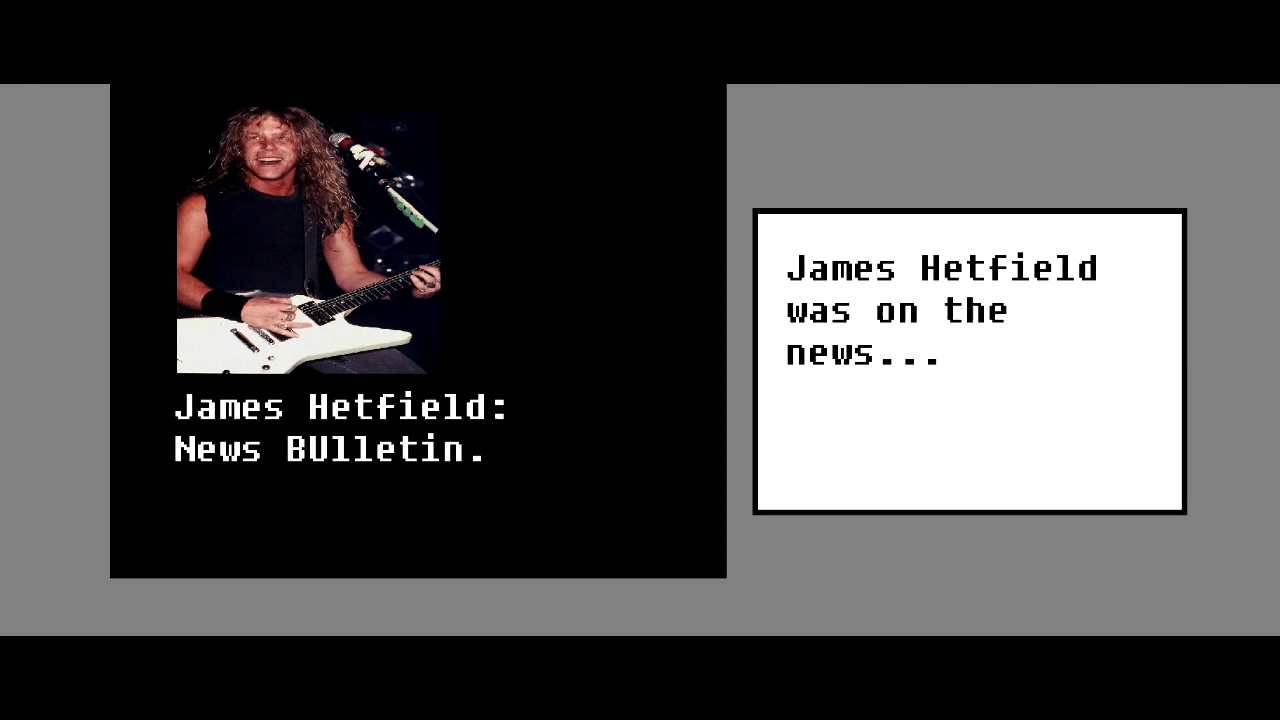 James Hetfield:
News BUlletin.
James Hetfield
was on the
news...